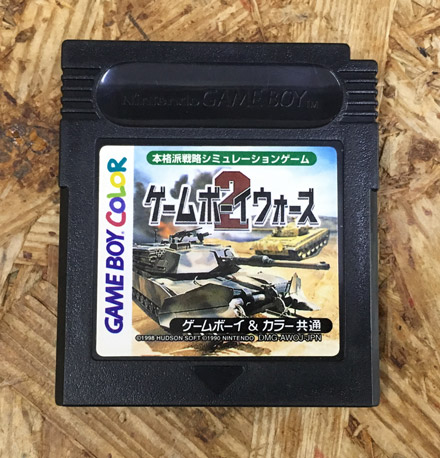 Nintendo GAME BOY TM
本格派戦略シミュレーションゲーム
ゲームボーイウォーズ
2
GAME BOY COLOR
ゲームボーイ & カラー共通
©1998 HUDSON SOFT ©1990 NINTENDO DMG-AWOJ-JPN